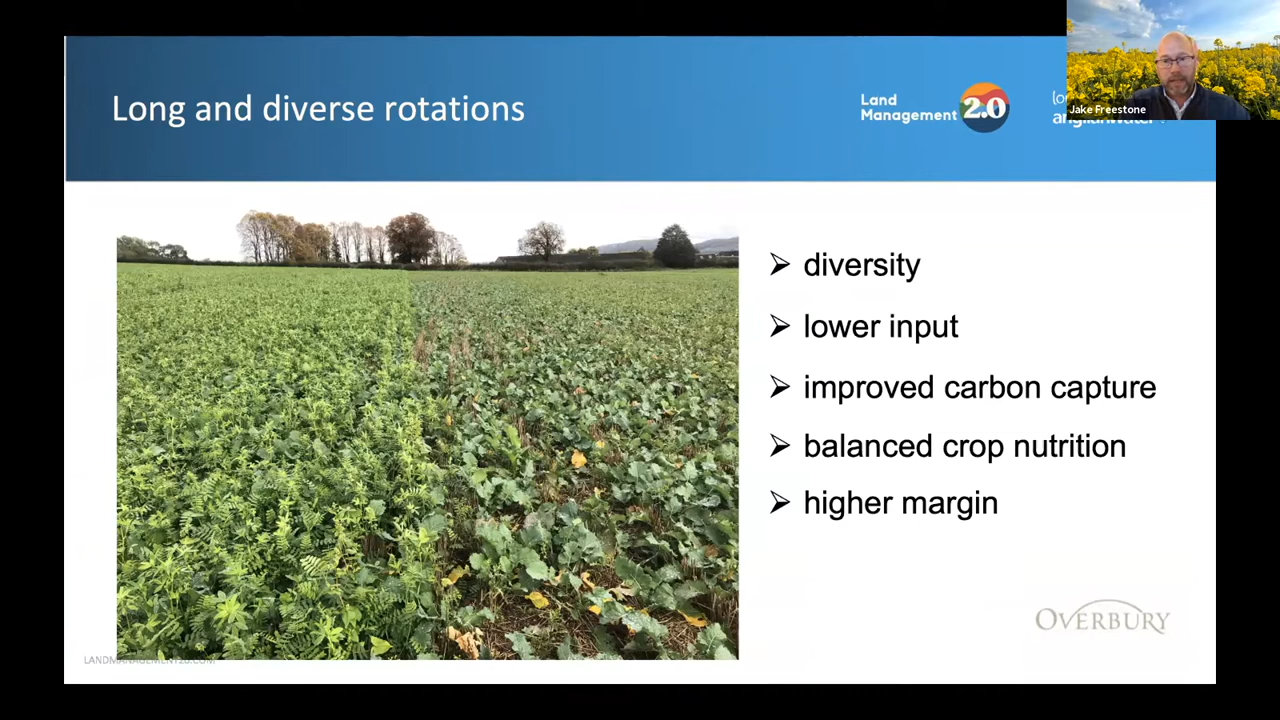 Long and diverse rotations
Land
Management
2.0
Jake Freestone
➢ diversity
➢ lower input
➢ improved carbon capture
➢ balanced crop nutrition
➢ higher margin
OVERBURY